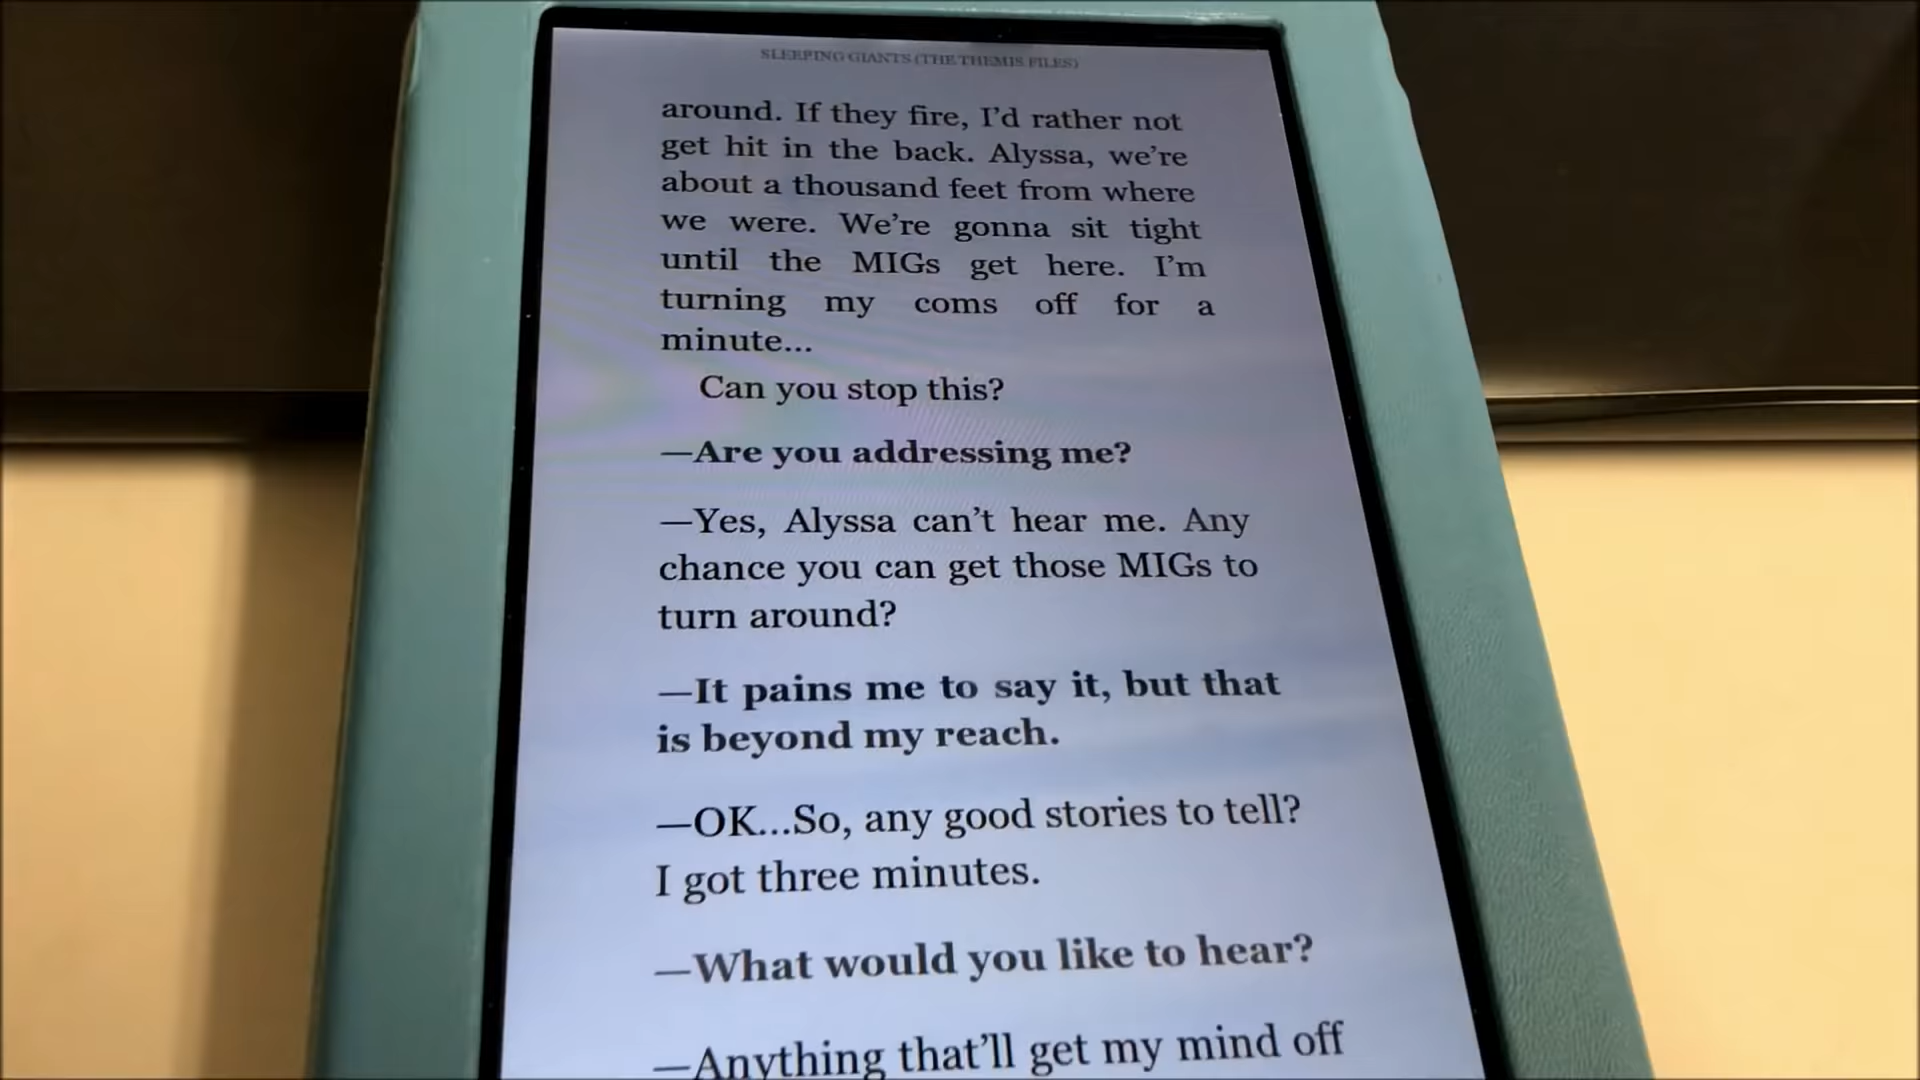 SLEEPING GIANTS (THE THEMIS FILES)
around. If they fire, I'd rather not
get hit in the back. Alyssa, we're
about a thousand feet from where
we were. We're gonna sit tight
until the MIGs get here. I'm
turning my coms off for a
minute...
Can you stop this?
—Are you addressing me?
—Yes, Alyssa can't hear me. Any
chance you can get those MIGs to
turn around?
—It pains me to say it, but that
is beyond my reach.
—OK...So, any good stories to tell?
I got three minutes.
—What would you like to hear?
—Anything that'll get my mind off